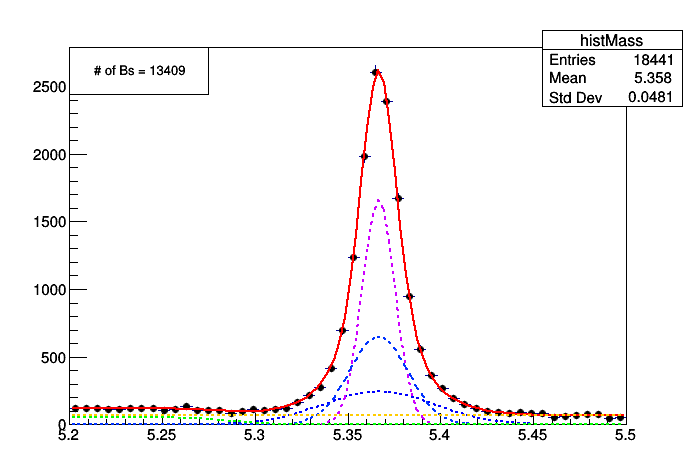 histMass
Entries 18441
Mean 5.358
Std Dev 0.0481
# of Bs = 13409
2500
2000
1500
1000
500
0
5.2 5.25 5.3 5.35 5.4 5.45 5.5